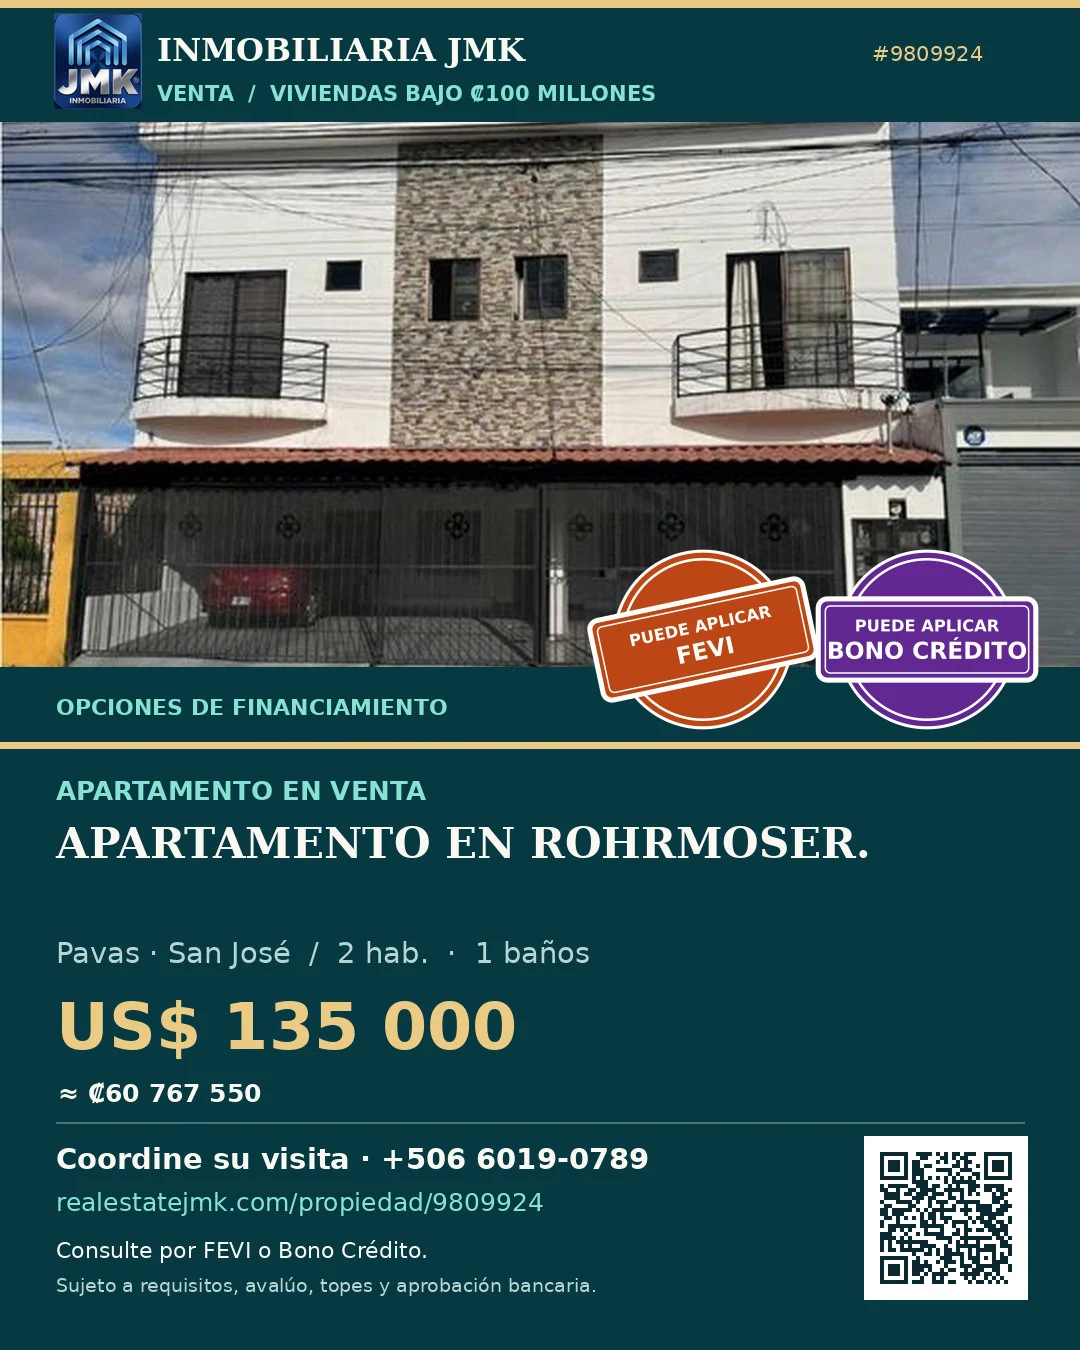 JMK
INMOBILIARIA
INMOBILIARIA JMK
VENTA / VIVIENDAS BAJO ₡100 MILLONES
#9809924
PUEDE APLICAR
FEVI
PUEDE APLICAR
BONO CRÉDITO
OPCIONES DE FINANCIAMIENTO
APARTAMENTO EN VENTA
APARTAMENTO EN ROHRMOSER.
Pavas · San José / 2 hab. · 1 baños
US$ 135 000
≈ ₡60 767 550
Coordine su visita · +506 6019-0789
realestatejmk.com/propiedad/9809924
Consulte por FEVI o Bono Crédito.
Sujeto a requisitos, avalúo, topes y aprobación bancaria.